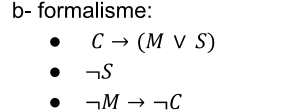 b- formalisme:
● C → (M ∨ S)
● ¬S
● ¬M → ¬C